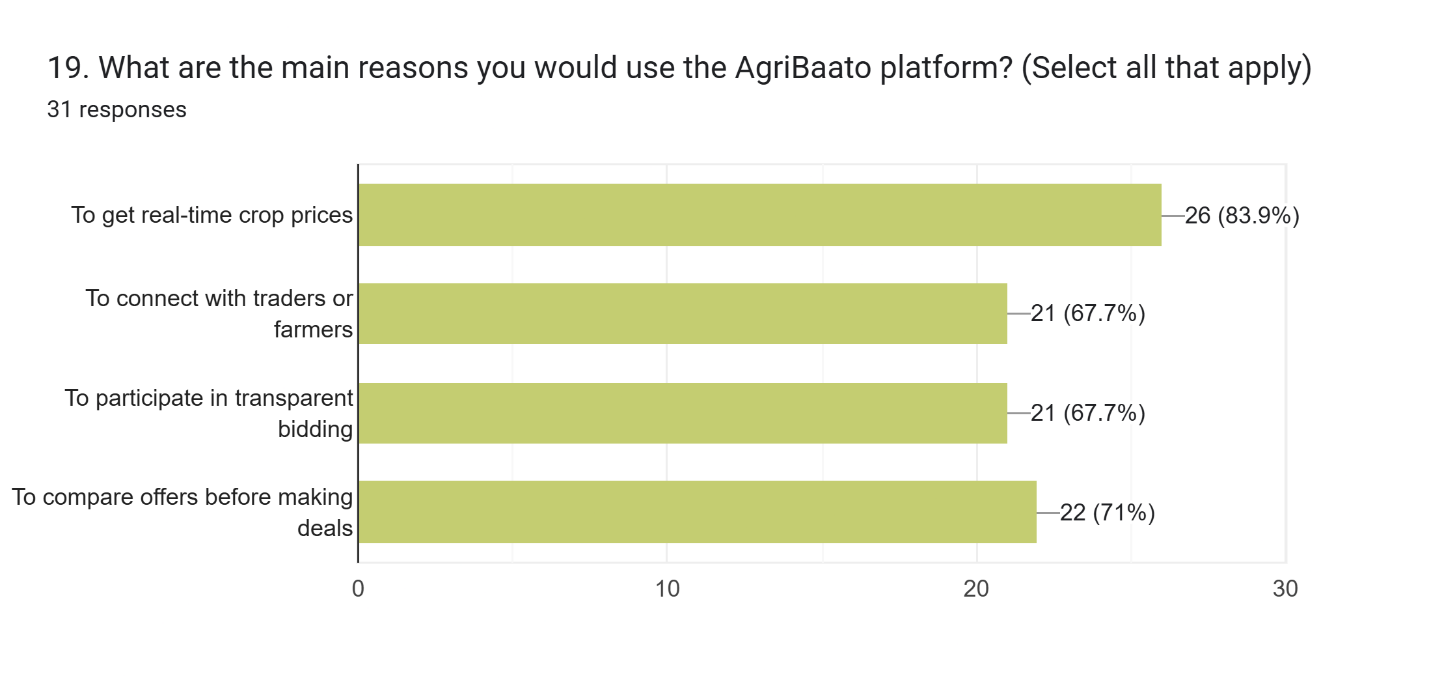 19. What are the main reasons you would use the AgriBaato platform? (Select all that apply)
31 responses
To get real-time crop prices
26 (83.9%)
To connect with traders or
farmers
21 (67.7%)
To participate in transparent
bidding
21 (67.7%)
To compare offers before making
deals
22 (71%)
0 10 20 30